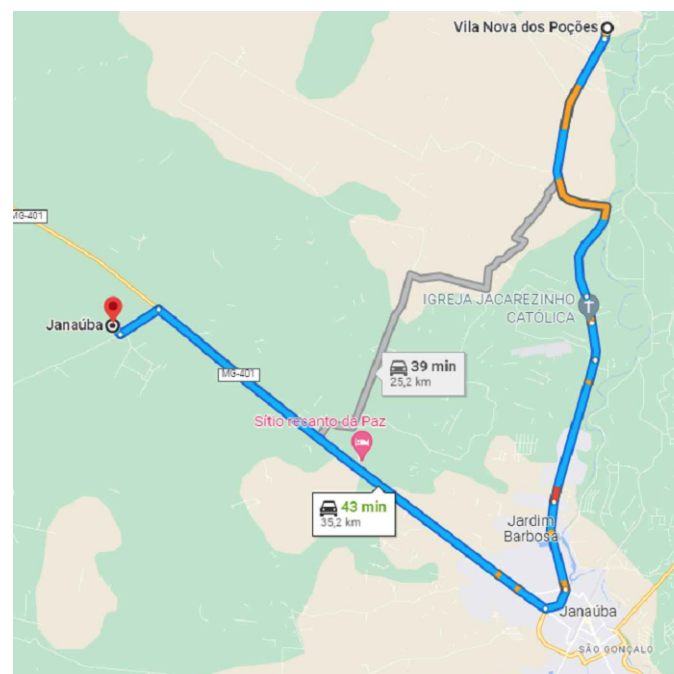 Vila Nova dos Poções
MG-401
IGREJA JACAREZINHO
CATÓLICA
Janaúba
39 min
25,2 km
MG-401
Sítio recanto da Paz
43 min
35,2 km
Jardim
Barbosa
Janaúba
SÃO GONÇALO